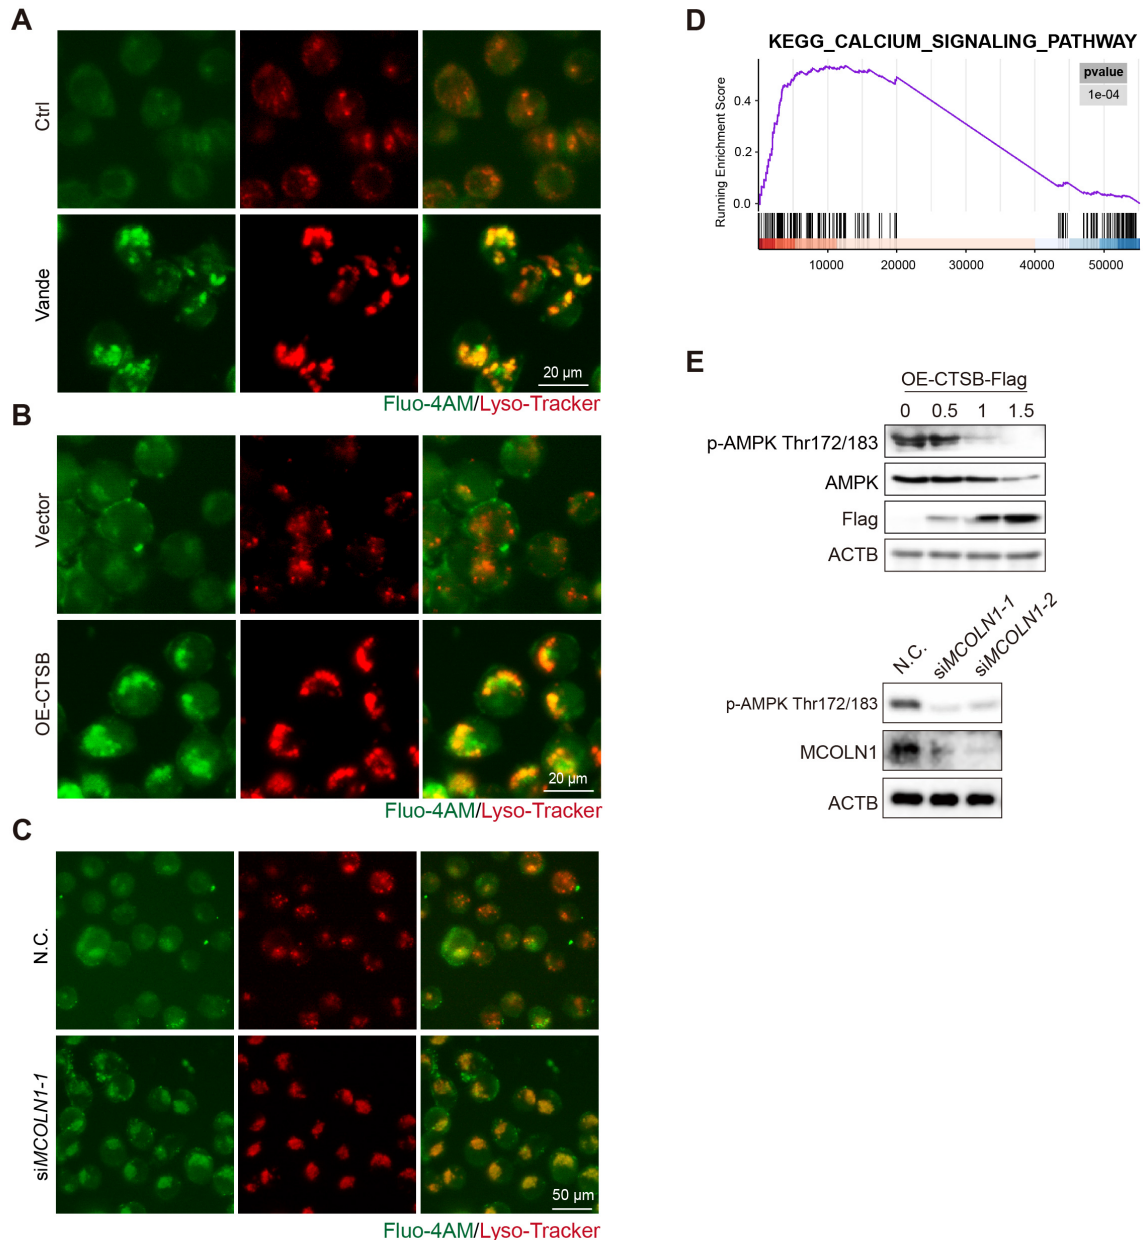 A
Ctrl
Vande
20 µm
Fluo-4AM/Lyso-Tracker
B
Vector
OE-CTSB
20 µm
Fluo-4AM/Lyso-Tracker
C
N.C.
siMCOLN1-1
50 µm
Fluo-4AM/Lyso-Tracker
D
KEGG_CALCIUM_SIGNALING_PATHWAY
pvalue
1e-04
Running Enrichment Score
0.4
0.2
0.0
10000 20000 30000 40000 50000
E
OE-CTSB-Flag
0 0.5 1 1.5
p-AMPK Thr172/183
AMPK
Flag
ACTB
N.C. siMCOLN1-1 siMCOLN1-2
p-AMPK Thr172/183
MCOLN1
ACTB